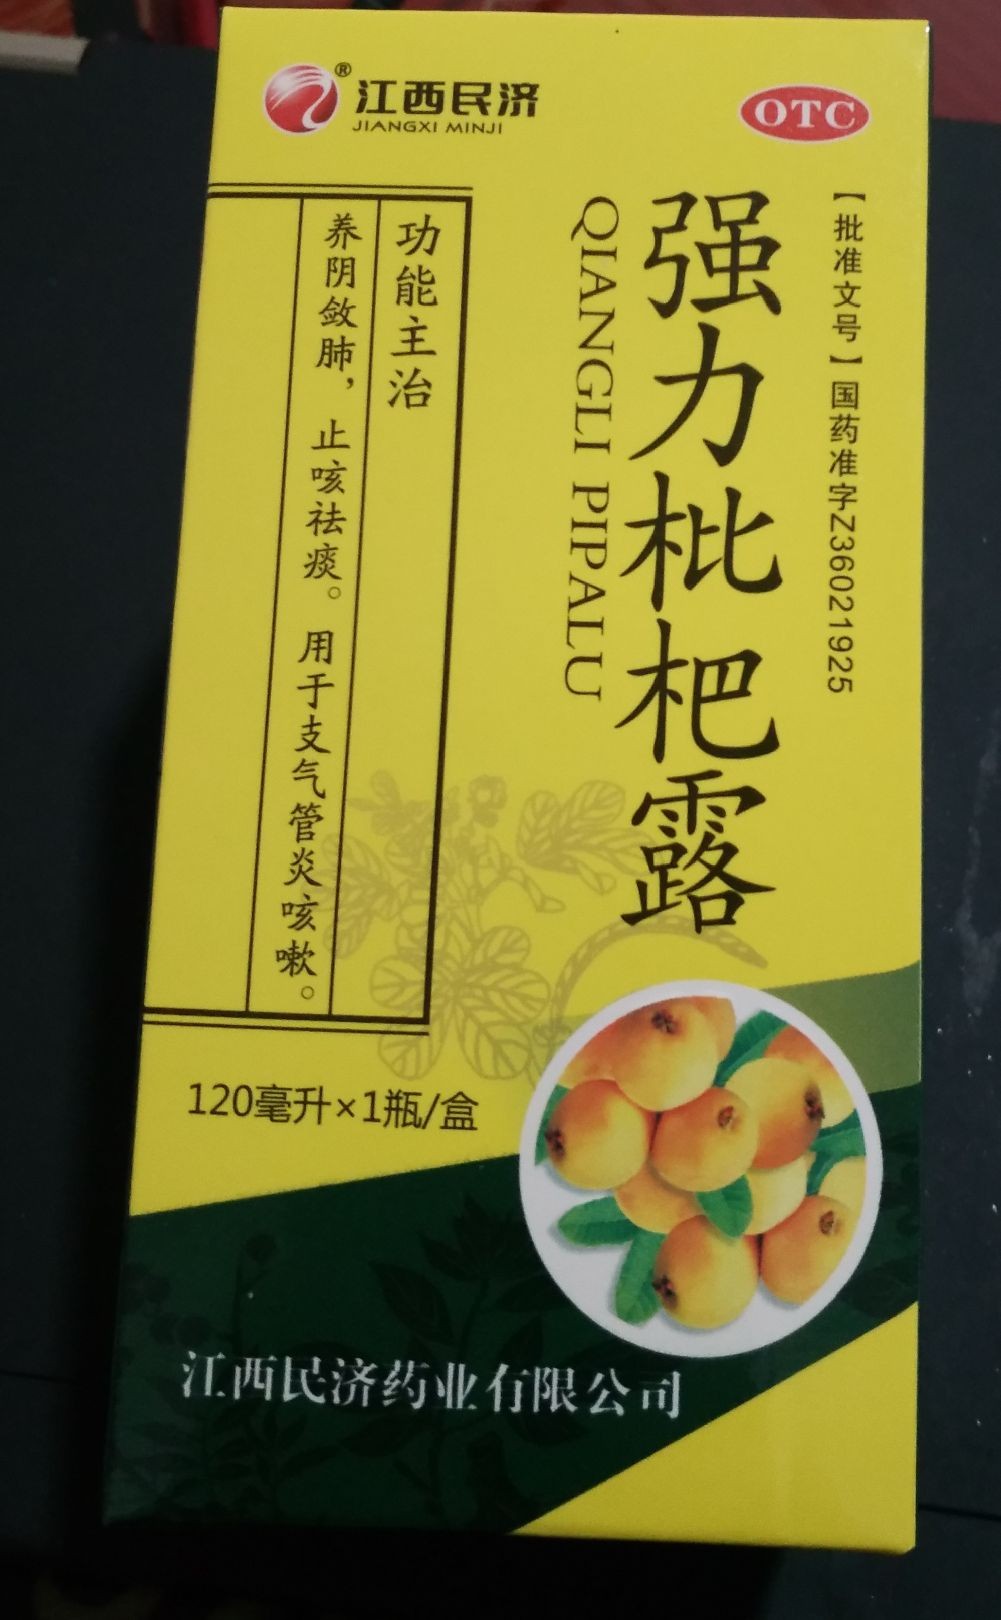 江西民济
JIANGXI MINJI
OTC
【批准文号】国药准字Z36021925
强力枇杷露
QIANGLI PIPALU
功能主治
养阴敛肺,止咳祛痰。用于支气管炎咳嗽。
120毫升×1瓶/盒
江西民济药业有限公司